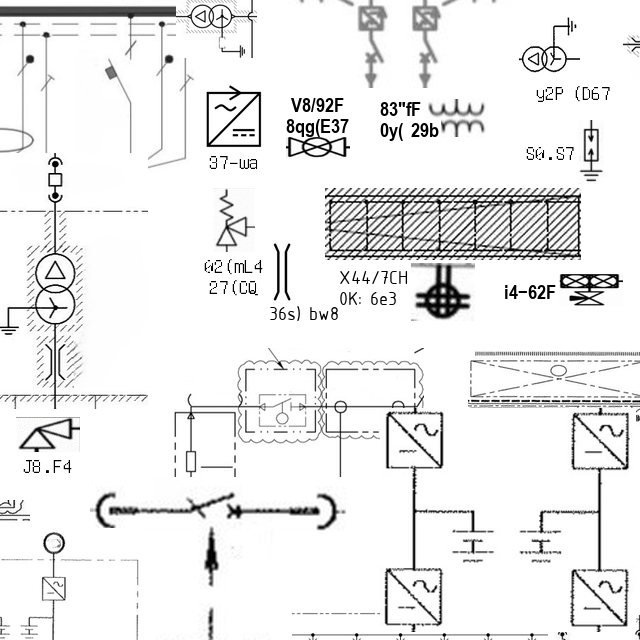 V8/92F
8qg(E37
83"fF
0y( 29b
y2P (D67
S0.S7
37-wa
02(mL4
27(CQ
36s) bw8
X44/7CH
0K: 6e3
i4-62F
J8.F4